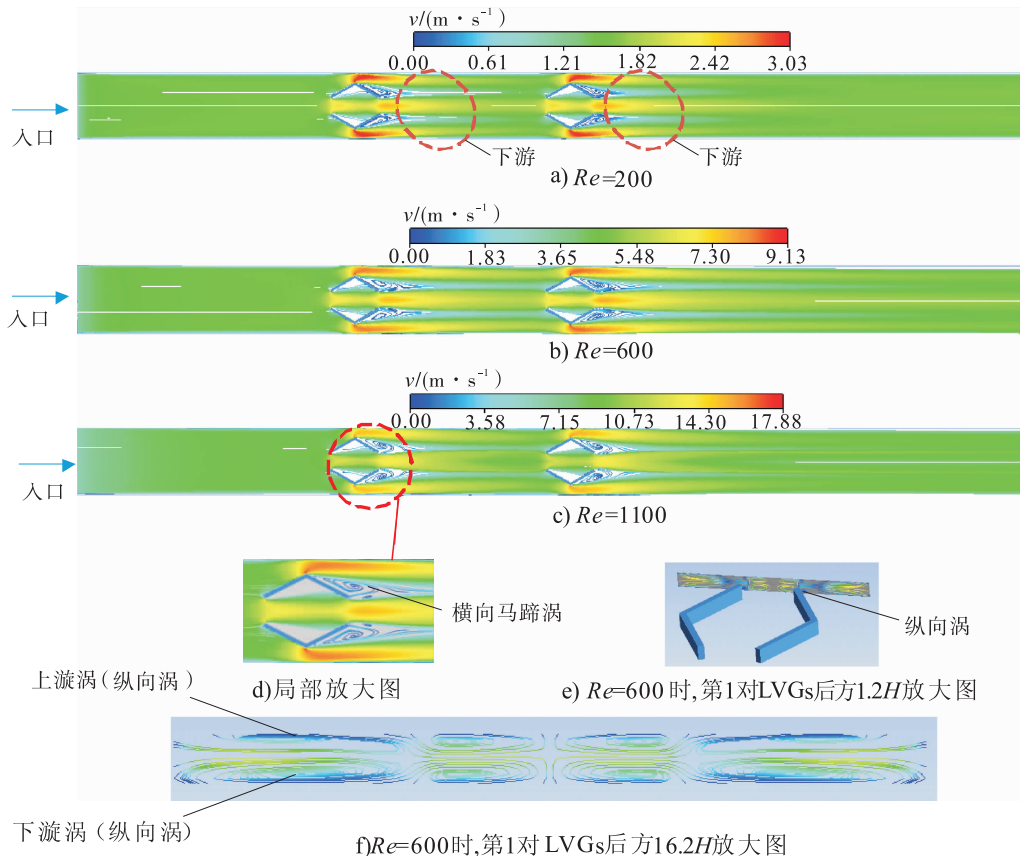 v/(m · s⁻¹)
0.00 0.61 1.21 1.82 2.42 3.03
入口
下游 下游
a) Re=200
v/(m · s⁻¹)
0.00 1.83 3.65 5.48 7.30 9.13
入口
b) Re=600
v/(m · s⁻¹)
0.00 3.58 7.15 10.73 14.30 17.88
入口
c) Re=1100
横向马蹄涡
纵向涡
d)局部放大图
e) Re=600 时,第1对LVGs后方1.2H放大图
上漩涡(纵向涡)
下漩涡(纵向涡)
f)Re=600时,第1对LVGs后方16.2H放大图